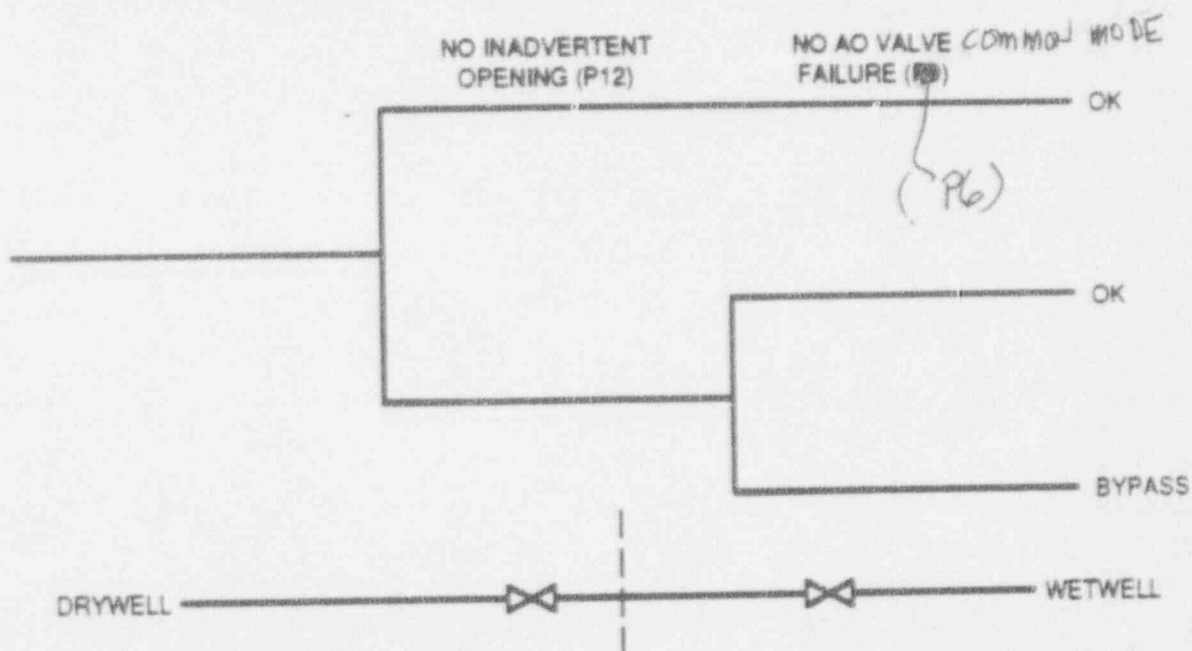 NO INADVERTENT
OPENING (P12)
NO AO VALVE COMMON MODE
FAILURE ( )
(P6)
OK
OK
BYPASS
DRYWELL
WETWELL